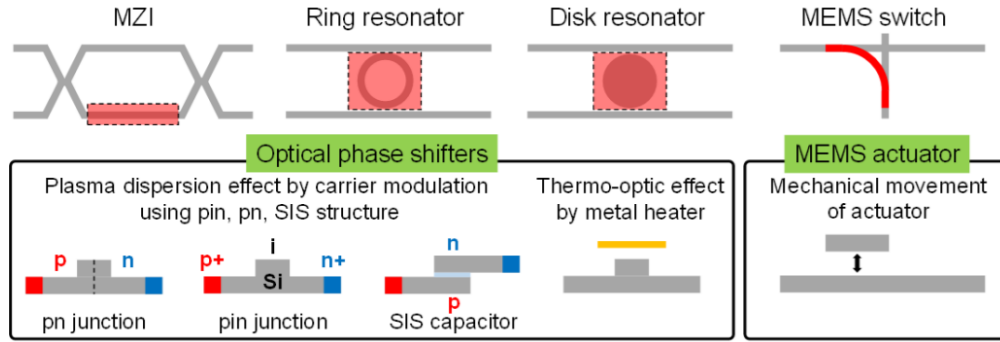 MZI
Ring resonator
Disk resonator
MEMS switch
Optical phase shifters
MEMS actuator
Plasma dispersion effect by carrier modulation
using pin, pn, SIS structure
Thermo-optic effect
by metal heater
Mechanical movement
of actuator
p
n
pn junction
p+
i
n+
Si
pin junction
n
p
SIS capacitor